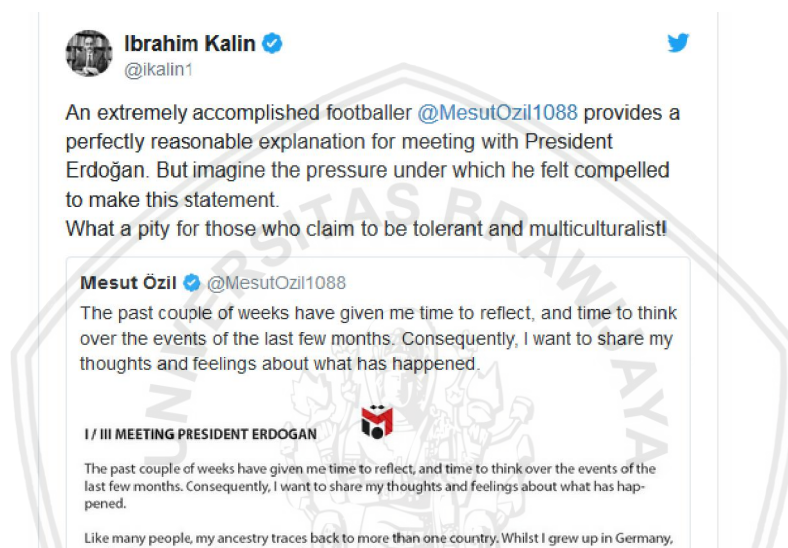 Ibrahim Kalin
@ikalin1
An extremely accomplished footballer @MesutOzil1088 provides a
perfectly reasonable explanation for meeting with President
Erdoğan. But imagine the pressure under which he felt compelled
to make this statement.
What a pity for those who claim to be tolerant and multiculturalist!
Mesut Özil @MesutOzil1088
The past couple of weeks have given me time to reflect, and time to think
over the events of the last few months. Consequently, I want to share my
thoughts and feelings about what has happened.
I / III MEETING PRESIDENT ERDOGAN
The past couple of weeks have given me time to reflect, and time to think over the events of the
last few months. Consequently, I want to share my thoughts and feelings about what has hap-
pened.
Like many people, my ancestry traces back to more than one country. Whilst I grew up in Germany,
UNIVERSITAS BRAWIJAYA